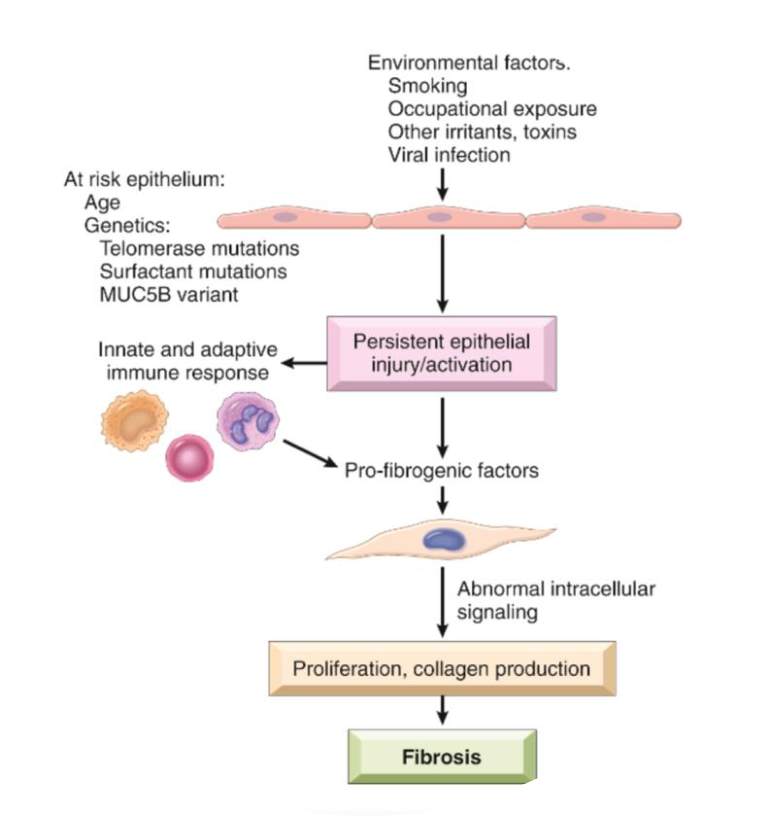 Environmental factors.
Smoking
Occupational exposure
Other irritants, toxins
Viral infection
At risk epithelium:
Age
Genetics:
Telomerase mutations
Surfactant mutations
MUC5B variant
Persistent epithelial
injury/activation
Innate and adaptive
immune response
Pro-fibrogenic factors
Abnormal intracellular
signaling
Proliferation, collagen production
Fibrosis